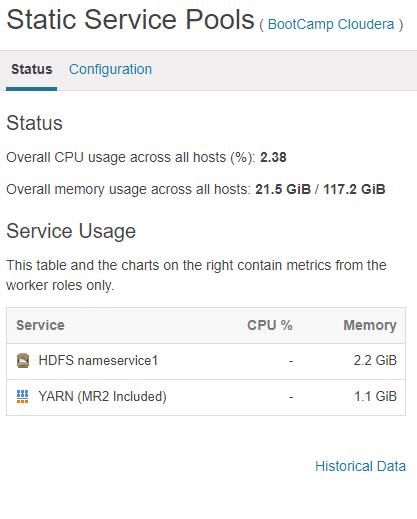 Static Service Pools ( BootCamp Cloudera )
Status Configuration
Status
Overall CPU usage across all hosts (%): 2.38
Overall memory usage across all hosts: 21.5 GiB / 117.2 GiB
Service Usage
This table and the charts on the right contain metrics from the
worker roles only.
Service CPU % Memory
HDFS nameservice1 - 2.2 GiB
YARN (MR2 Included) - 1.1 GiB
Historical Data